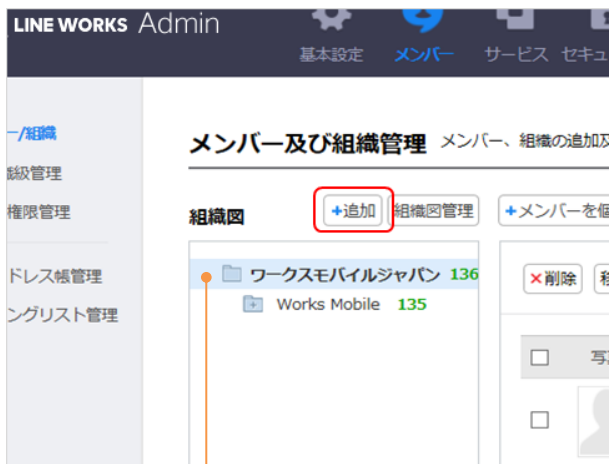 LINE WORKS Admin
基本設定 メンバー サービス セキュ
ー/組織
級管理
権限管理
ドレス帳管理
ングリスト管理
メンバー及び組織管理 メンバー、組織の追加及
組織図 +追加 組織図管理 +メンバーを個
ワークスモバイルジャパン 136
Works Mobile 135
×削除 移
写